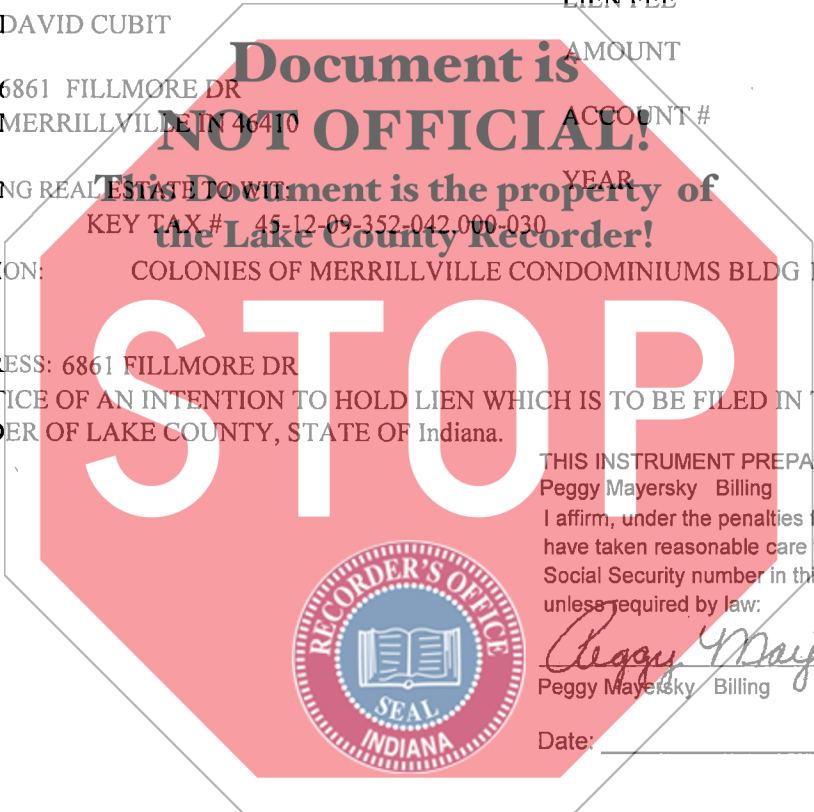 LIEN FEE
DAVID CUBIT
Document is
AMOUNT
6861 FILLMORE DR
MERRILLVILLE IN 46410
NOT OFFICIAL!
ACCOUNT #
NG REAL ESTATE TO WIT:
YEAR
This Document is the property of
KEY TAX # 45-12-09-352-042.000-030
the Lake County Recorder!
ON: COLONIES OF MERRILLVILLE CONDOMINIUMS BLDG
STOP
RESS: 6861 FILLMORE DR
TICE OF AN INTENTION TO HOLD LIEN WHICH IS TO BE FILED IN
DER OF LAKE COUNTY, STATE OF Indiana.
THIS INSTRUMENT PREPA
Peggy Mayersky Billing
I affirm, under the penalties
have taken reasonable care
Social Security number in thi
unless required by law:
Peggy May
Peggy Mayersky Billing
Date:
RECORDER'S OFFICE
SEAL
INDIANA